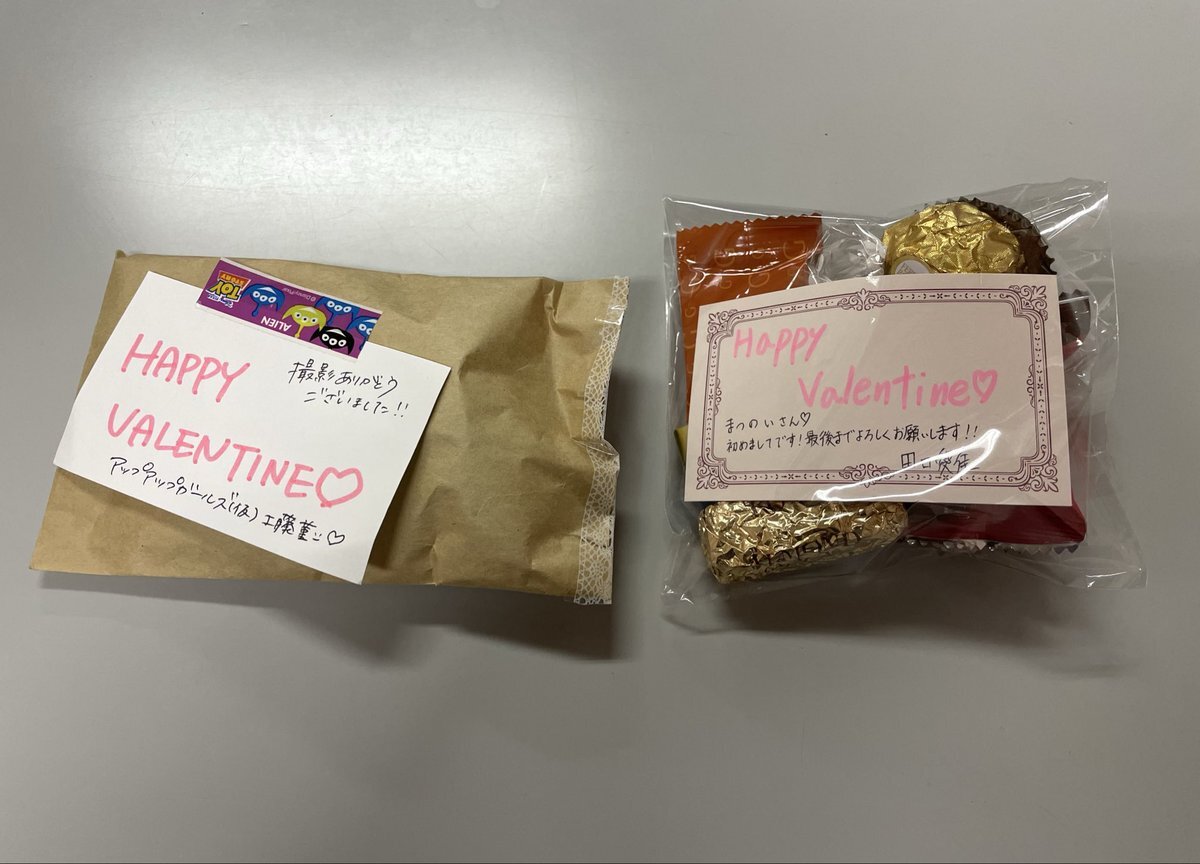 TOY
STORY
ALIEN
HAPPY
VALENTINE♡
撮影ありがとう
ございました!!
アップアップガールズ(仮) 工藤菫
Happy
Valentine♡
まつのいさん♡
初めましてです!最後までよろしくお願いします!!